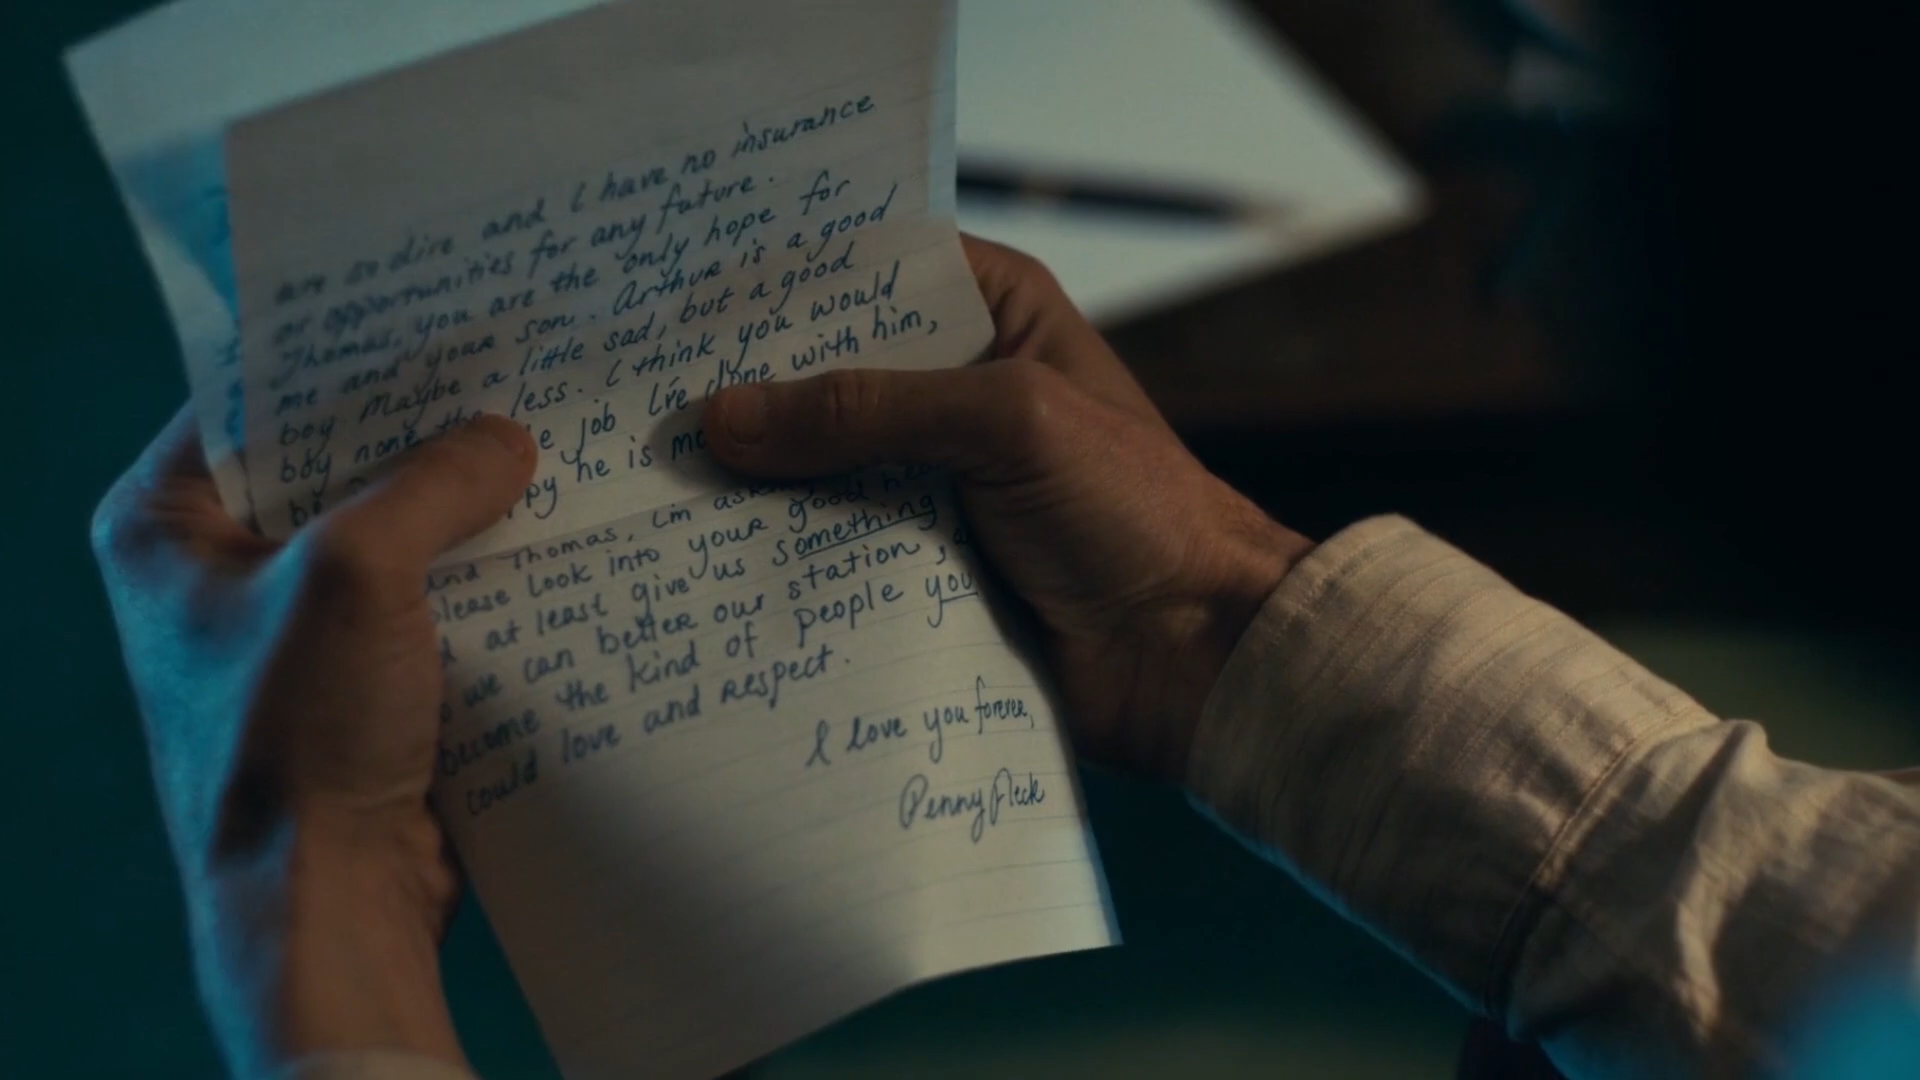 are so dire and I have no insurance
or opportunities for any future.
Thomas, you are the only hope for
me and your son. Arthur is a good
boy. Maybe a little sad, but a good
boy none the less. I think you would
be job I've done with him,
he is
and Thomas, I'm
please look into your good
at least give us something
we can better our station,
become the kind of people you
could love and respect.
I love you forever,
Penny Fleck